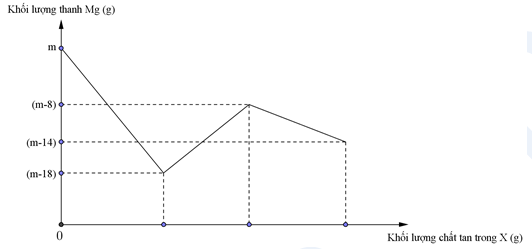 Khối lượng thanh Mg (g)
m
(m-8)
(m-14)
(m-18)
0
Khối lượng chất tan trong X (g)